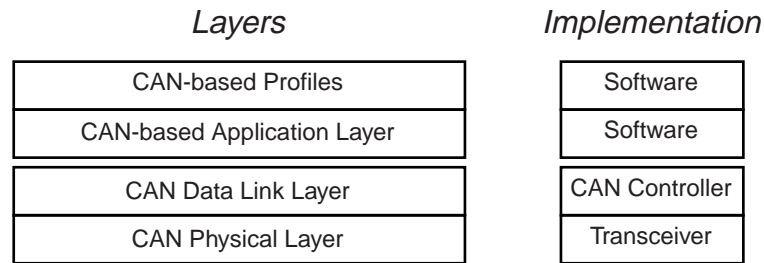 Layers Implementation
CAN-based Profiles Software
CAN-based Application Layer Software
CAN Data Link Layer CAN Controller
CAN Physical Layer Transceiver